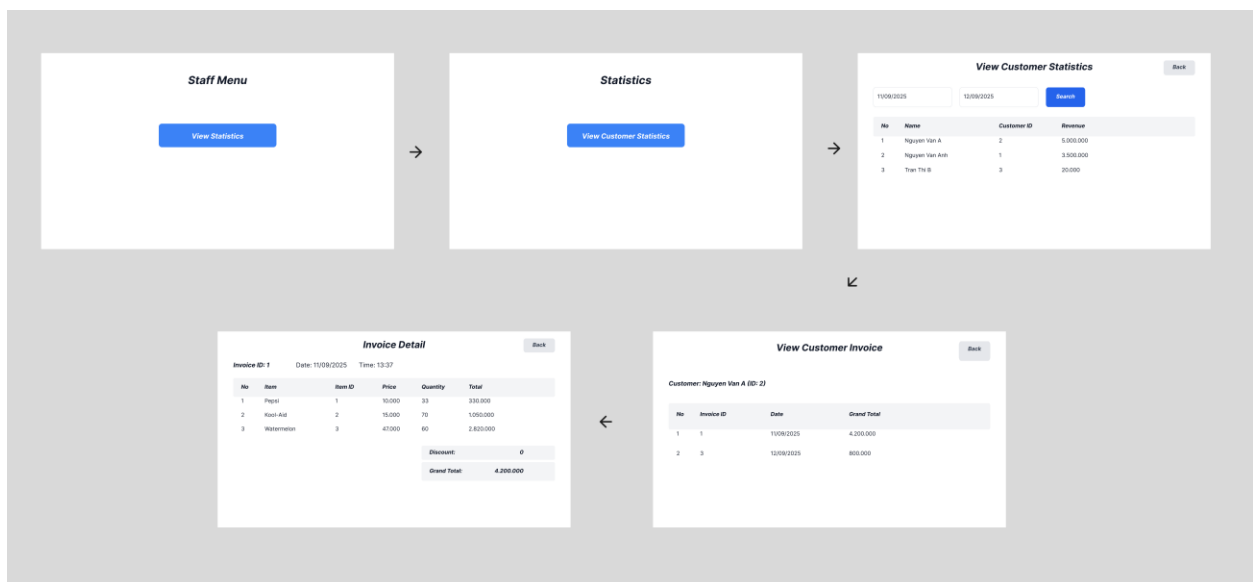 Staff Menu
View Statistics
→
Statistics
View Customer Statistics
→
View Customer Statistics
Back
11/09/2025 12/09/2025 Search
No Name Customer ID Revenue
1 Nguyen Van A 2 5.000.000
2 Nguyen Van Anh 1 3.500.000
3 Tran Thi B 3 20.000
↙
View Customer Invoice
Back
Customer: Nguyen Van A (ID: 2)
No Invoice ID Date Grand Total
1 1 11/09/2025 4.200.000
2 3 12/09/2025 800.000
←
Invoice Detail
Back
Invoice ID: 1 Date: 11/09/2025 Time: 13:37
No Item Item ID Price Quantity Total
1 Pepsi 1 10.000 33 330.000
2 Kool-Aid 2 15.000 70 1.050.000
3 Watermelon 3 47.000 60 2.820.000
Discount: 0
Grand Total: 4.200.000